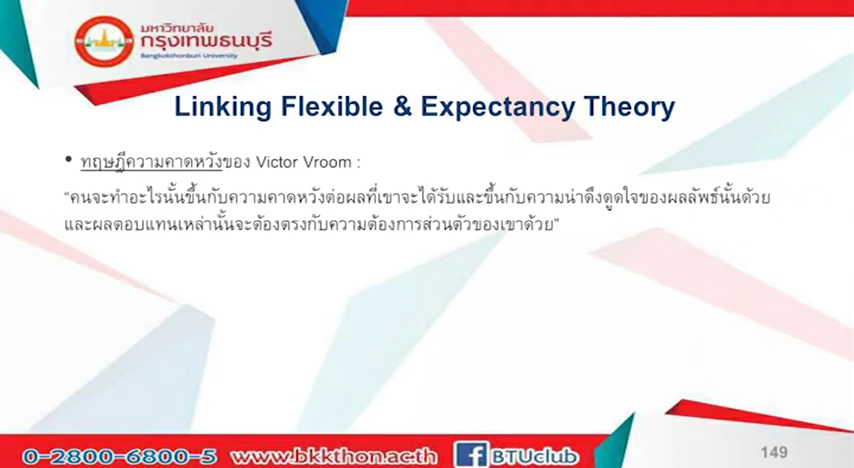 มหาวิทยาลัย
กรุงเทพธนบุรี
Bangkokthonburi University
Linking Flexible & Expectancy Theory
• ทฤษฎีความคาดหวังของ Victor Vroom :
“คนจะทำอะไรนั้นขึ้นกับความคาดหวังต่อผลที่เขาจะได้รับและขึ้นกับความน่าดึงดูดใจของผลลัพธ์นั้นด้วย
และผลตอบแทนเหล่านั้นจะต้องตรงกับความต้องการส่วนตัวของเขาด้วย”
0-2800-6800-5 www.bkkthon.ac.th BTUclub
149